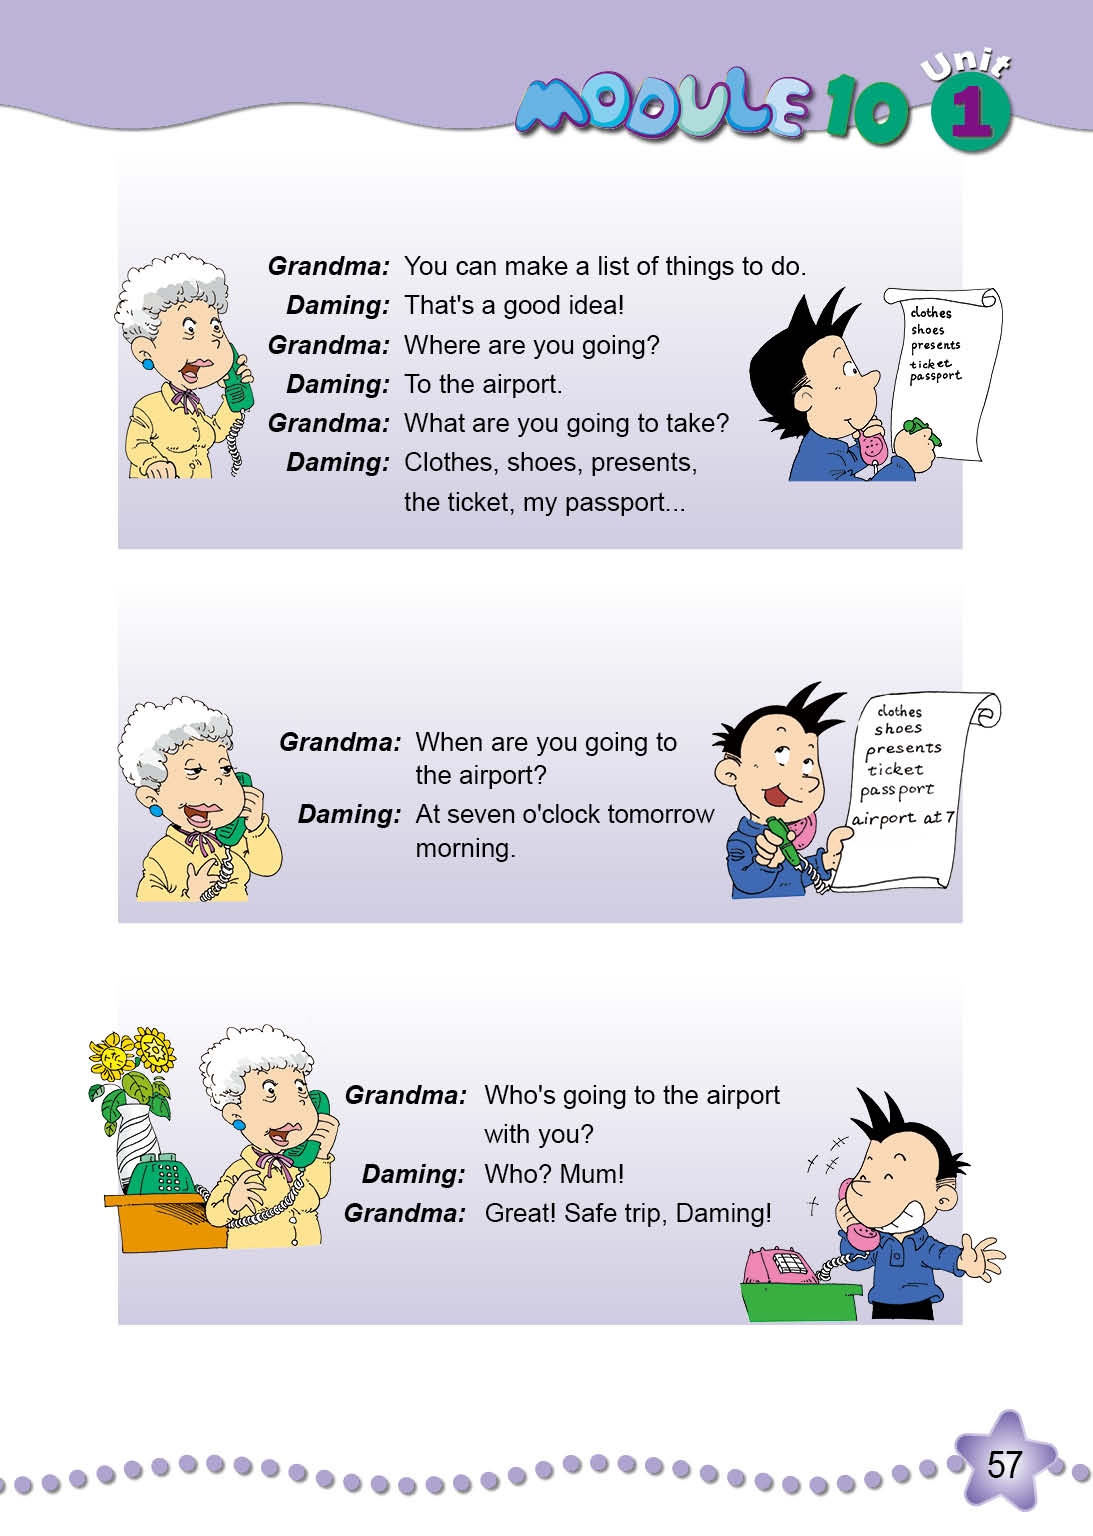 MODULE 10 Unit 1
Grandma: You can make a list of things to do.
Daming: That's a good idea!
Grandma: Where are you going?
Daming: To the airport.
Grandma: What are you going to take?
Daming: Clothes, shoes, presents,
the ticket, my passport...
clothes
shoes
presents
ticket
passport
Grandma: When are you going to
the airport?
Daming: At seven o'clock tomorrow
morning.
clothes
shoes
presents
ticket
passport
airport at 7
Grandma: Who's going to the airport
with you?
Daming: Who? Mum!
Grandma: Great! Safe trip, Daming!
57